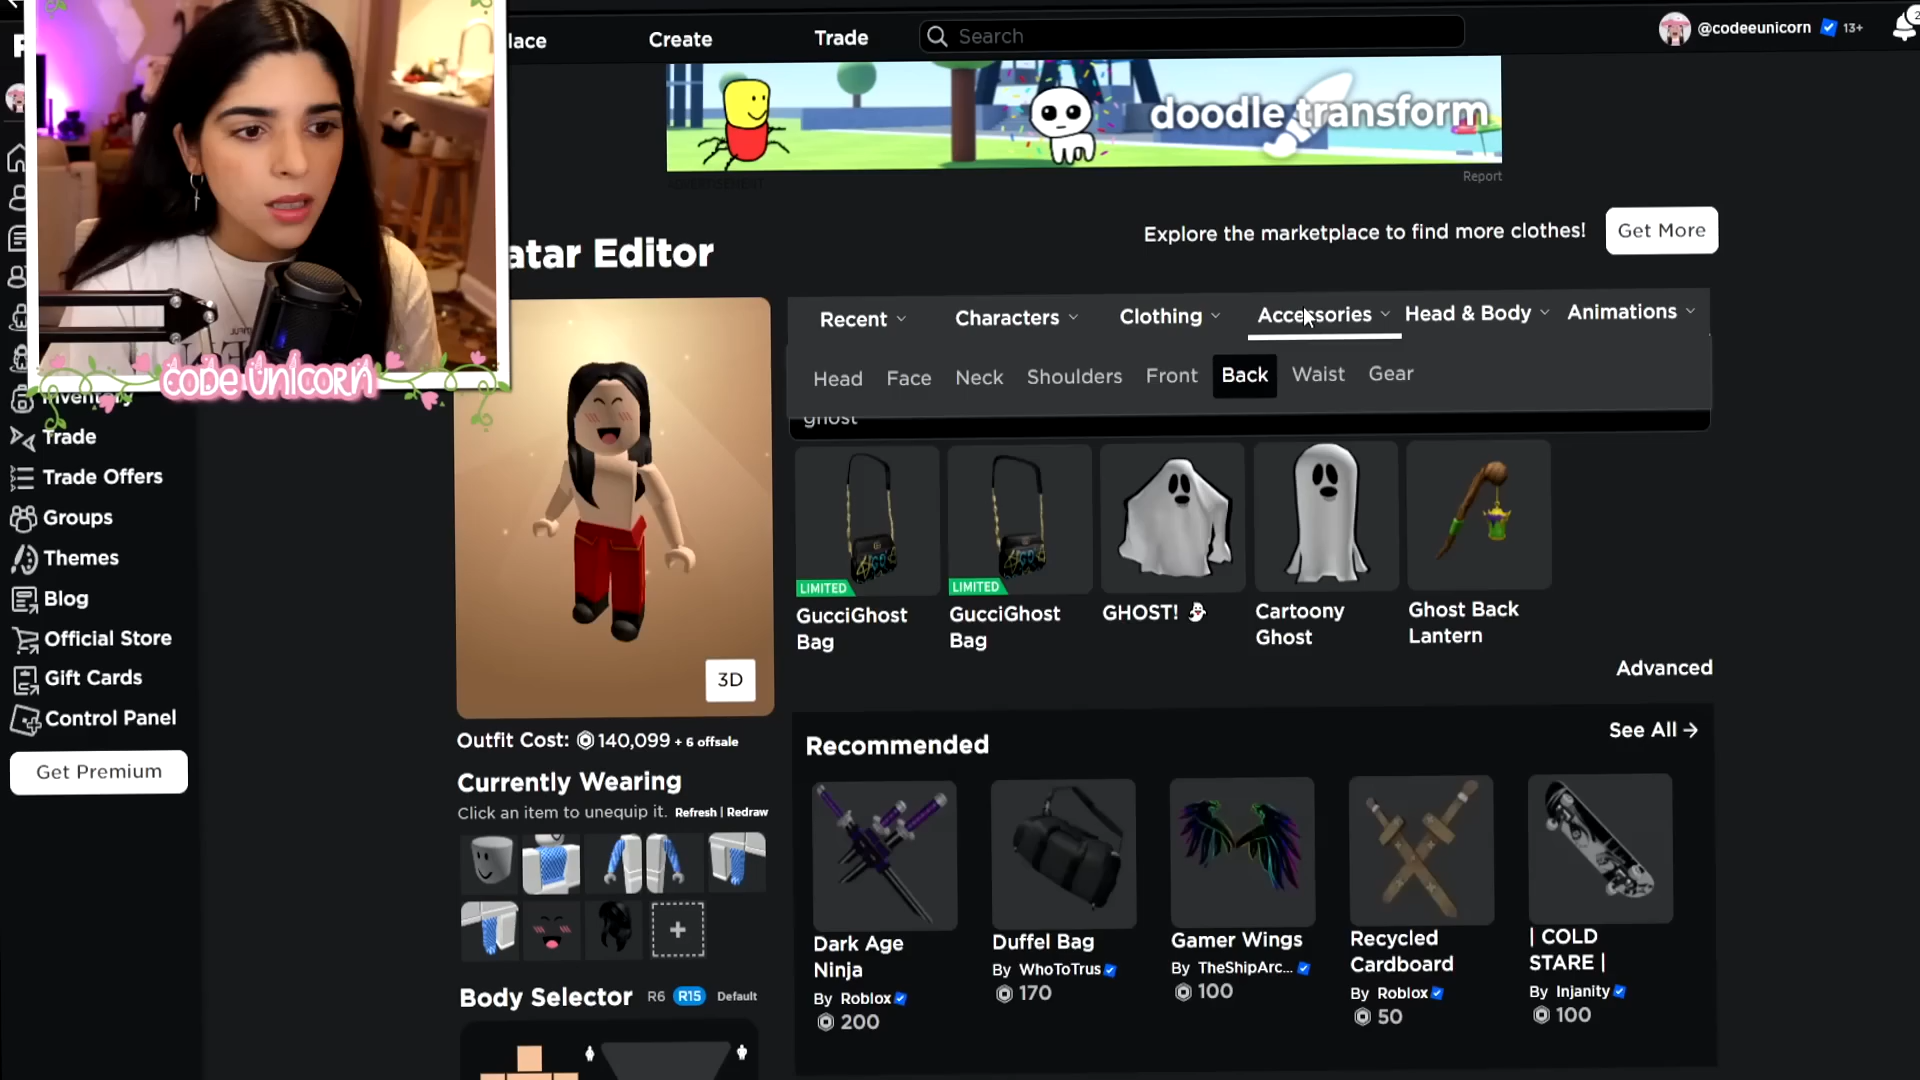 lace
Create
Trade
Search
@codeeunicorn
13+
2
doodle transform
Report
Explore the marketplace to find more clothes!
Get More
atar Editor
Recent
Characters
Clothing
Accessories
Head & Body
Animations
Head
Face
Neck
Shoulders
Front
Back
Waist
Gear
ghost
CODE UNICORN
Inventory
Trade
Trade Offers
Groups
Themes
Blog
Official Store
Gift Cards
Control Panel
Get Premium
3D
LIMITED
LIMITED
GucciGhost
Bag
GucciGhost
Bag
GHOST! 👻
Cartoony
Ghost
Ghost Back
Lantern
Advanced
Outfit Cost: 140,099 + 6 offsale
Currently Wearing
Click an item to unequip it. Refresh | Redraw
+
Body Selector
R6
R15
Default
Recommended
See All →
Dark Age
Ninja
By Roblox
200
Duffel Bag
By WhoToTrus
170
Gamer Wings
By TheShipArc...
100
Recycled
Cardboard
By Roblox
50
| COLD
STARE |
By Injanity
100